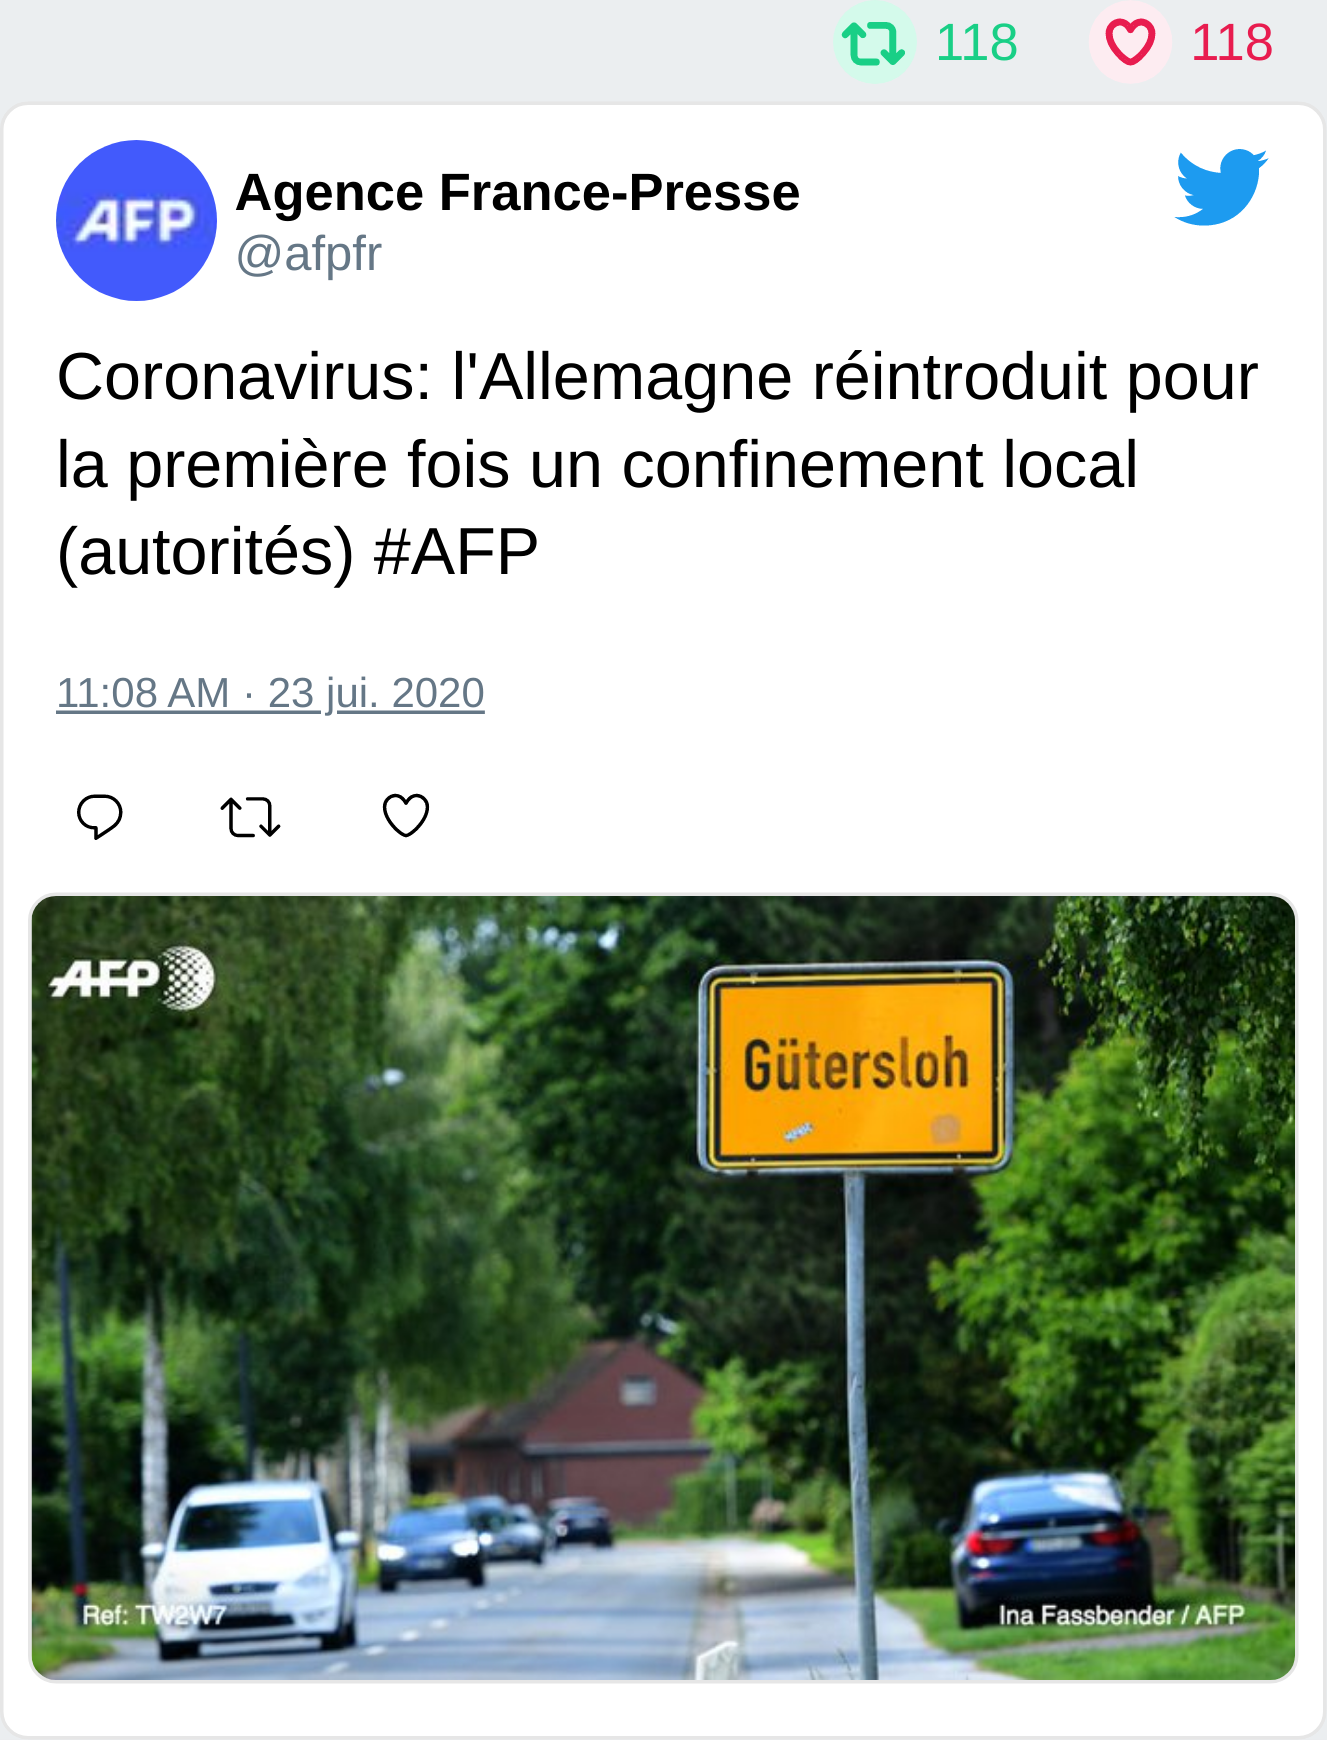 118 118
AFP
Agence France-Presse
@afpfr
Coronavirus: l'Allemagne réintroduit pour
la première fois un confinement local
(autorités) #AFP
11:08 AM · 23 jui. 2020
AFP
Gütersloh
Ref: TW2W7
Ina Fassbender / AFP